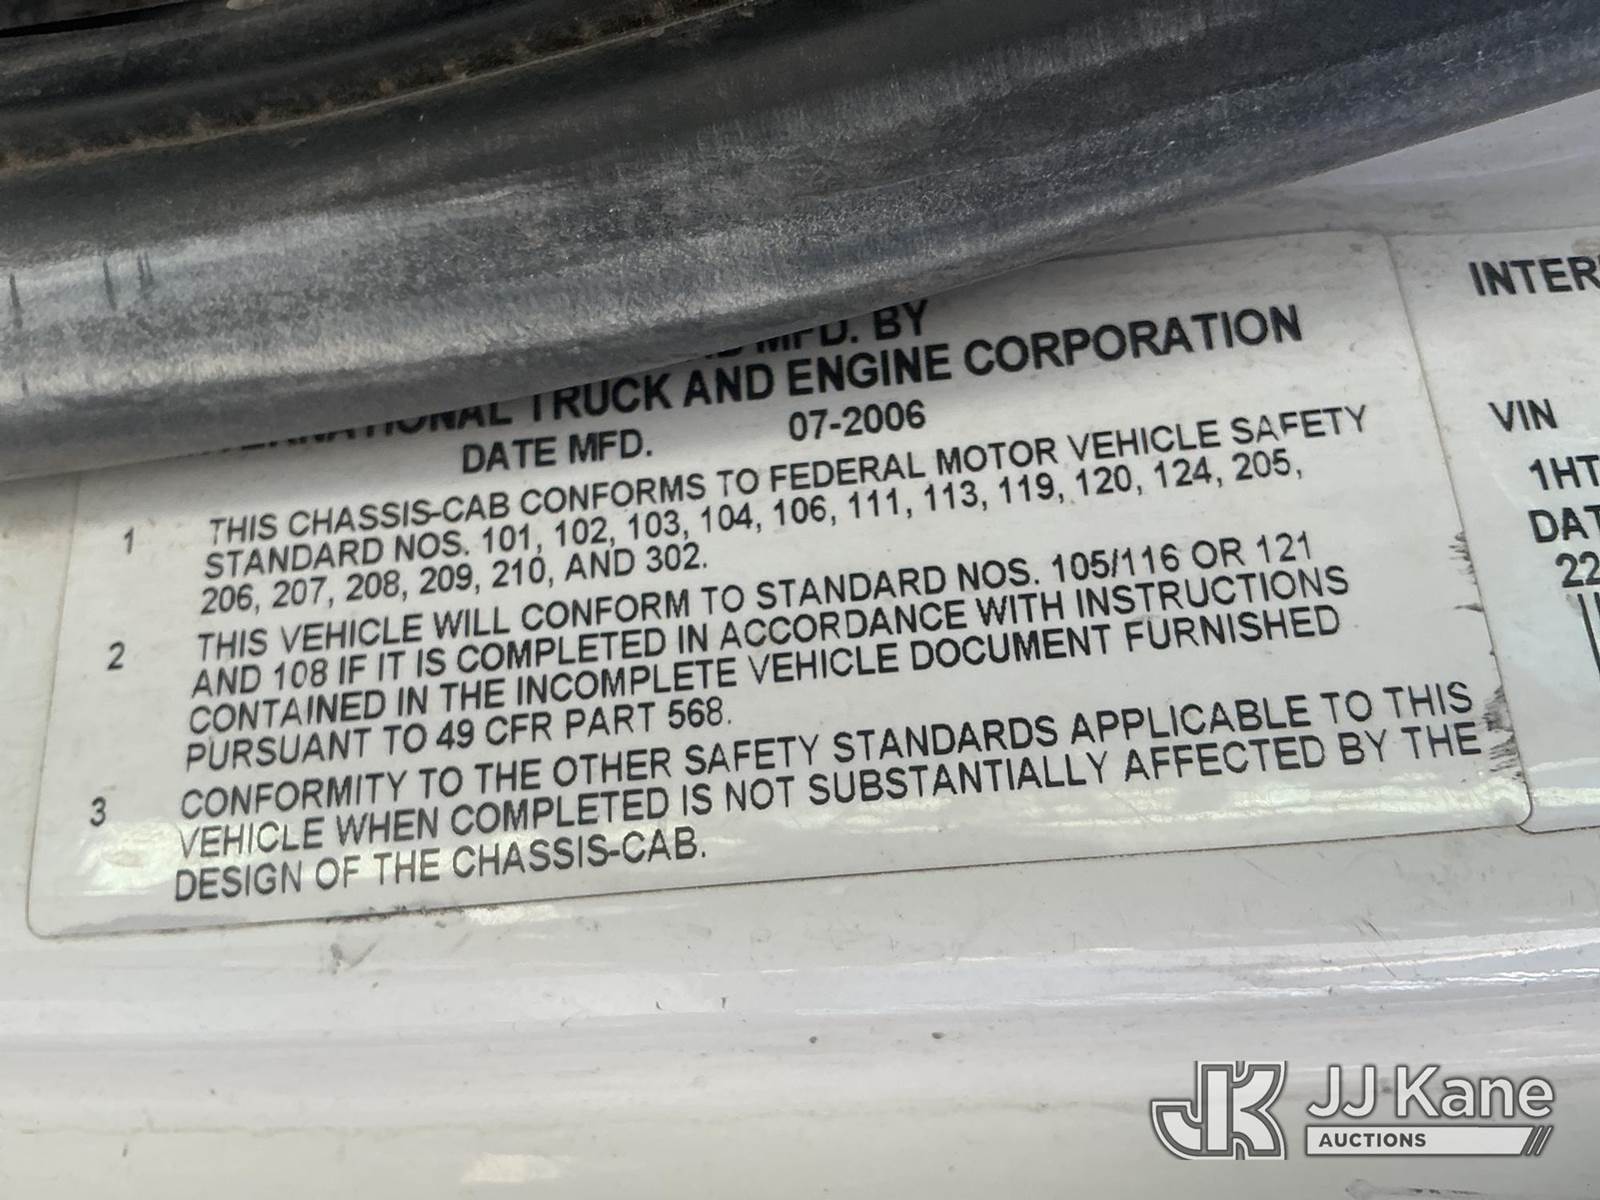 MFD. BY
INTERNATIONAL TRUCK AND ENGINE CORPORATION
DATE MFD. 07-2006
1 THIS CHASSIS-CAB CONFORMS TO FEDERAL MOTOR VEHICLE SAFETY
STANDARD NOS. 101, 102, 103, 104, 106, 111, 113, 119, 120, 124, 205,
206, 207, 208, 209, 210, AND 302.
2 THIS VEHICLE WILL CONFORM TO STANDARD NOS. 105/116 OR 121
AND 108 IF IT IS COMPLETED IN ACCORDANCE WITH INSTRUCTIONS
CONTAINED IN THE INCOMPLETE VEHICLE DOCUMENT FURNISHED
PURSUANT TO 49 CFR PART 568.
3 CONFORMITY TO THE OTHER SAFETY STANDARDS APPLICABLE TO THIS
VEHICLE WHEN COMPLETED IS NOT SUBSTANTIALLY AFFECTED BY THE
DESIGN OF THE CHASSIS-CAB.
INTER
VIN
1HT
DAT
22
JK JJ Kane
AUCTIONS